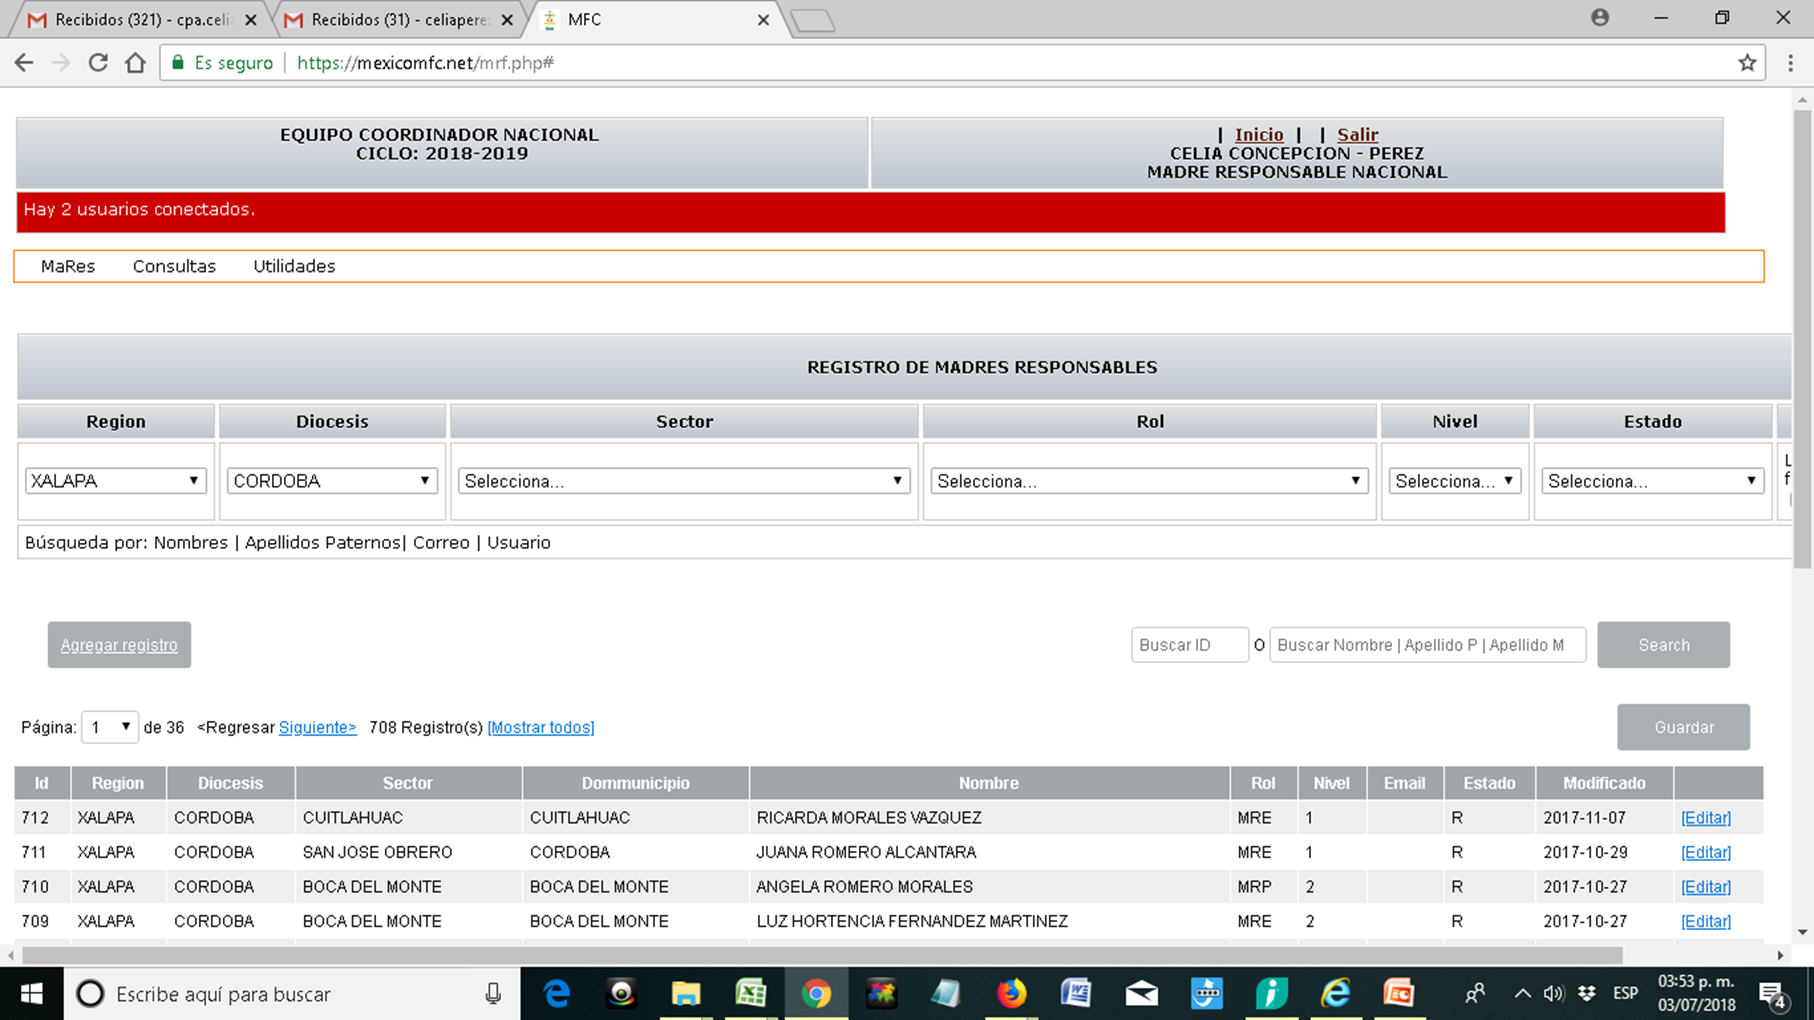 Recibidos (321) - cpa.celi
Recibidos (31) - celiapere
MFC
Es seguro
https://mexicomfc.net/mrf.php#
EQUIPO COORDINADOR NACIONAL
CICLO: 2018-2019
| Inicio | | Salir
CELIA CONCEPCION - PEREZ
MADRE RESPONSABLE NACIONAL
Hay 2 usuarios conectados.
MaRes Consultas Utilidades
REGISTRO DE MADRES RESPONSABLES
Region Diocesis Sector Rol Nivel Estado
XALAPA CORDOBA Selecciona... Selecciona... Selecciona... Selecciona...
Búsqueda por: Nombres | Apellidos Paternos| Correo | Usuario
Agregar registro Buscar ID O Buscar Nombre | Apellido P | Apellido M Search
Página: 1 de 36 <Regresar Siguiente> 708 Registro(s) [Mostrar todos] Guardar
Id Region Diocesis Sector Dommunicipio Nombre Rol Nivel Email Estado Modificado
712 XALAPA CORDOBA CUITLAHUAC CUITLAHUAC RICARDA MORALES VAZQUEZ MRE 1 R 2017-11-07 [Editar]
711 XALAPA CORDOBA SAN JOSE OBRERO CORDOBA JUANA ROMERO ALCANTARA MRE 1 R 2017-10-29 [Editar]
710 XALAPA CORDOBA BOCA DEL MONTE BOCA DEL MONTE ANGELA ROMERO MORALES MRP 2 R 2017-10-27 [Editar]
709 XALAPA CORDOBA BOCA DEL MONTE BOCA DEL MONTE LUZ HORTENCIA FERNANDEZ MARTINEZ MRE 2 R 2017-10-27 [Editar]
Escribe aquí para buscar
ESP
03:53 p. m.
03/07/2018
4